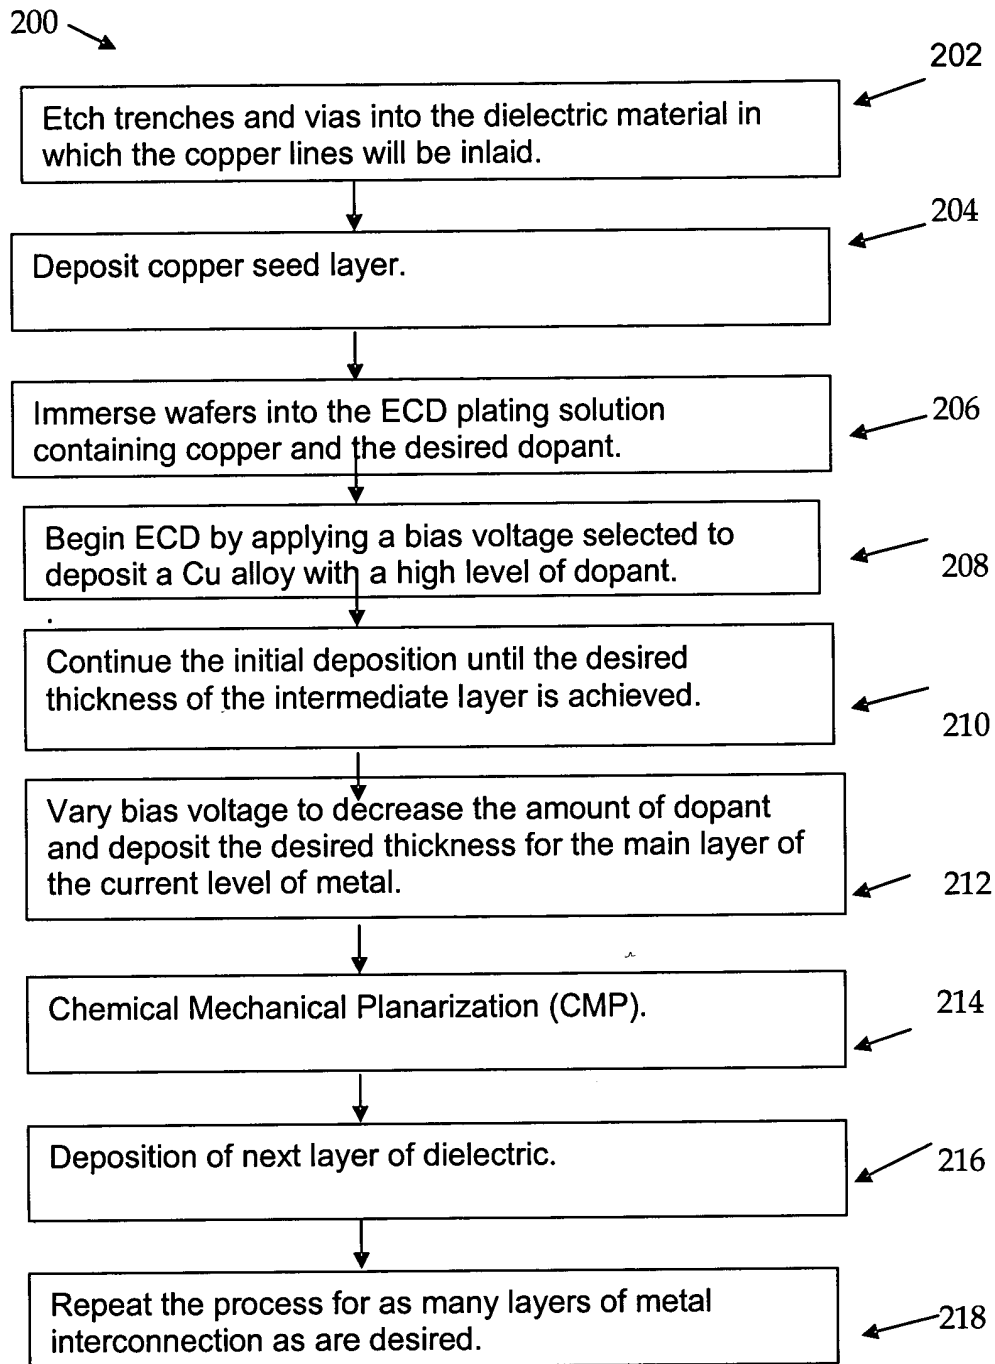 200
202
Etch trenches and vias into the dielectric material in
which the copper lines will be inlaid.
204
Deposit copper seed layer.
206
Immerse wafers into the ECD plating solution
containing copper and the desired dopant.
208
Begin ECD by applying a bias voltage selected to
deposit a Cu alloy with a high level of dopant.
210
Continue the initial deposition until the desired
thickness of the intermediate layer is achieved.
212
Vary bias voltage to decrease the amount of dopant
and deposit the desired thickness for the main layer of
the current level of metal.
214
Chemical Mechanical Planarization (CMP).
216
Deposition of next layer of dielectric.
218
Repeat the process for as many layers of metal
interconnection as are desired.